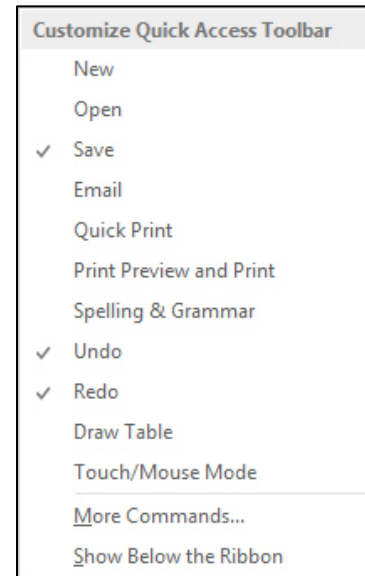 Customize Quick Access Toolbar
New
Open
Save
Email
Quick Print
Print Preview and Print
Spelling & Grammar
Undo
Redo
Draw Table
Touch/Mouse Mode
More Commands...
Show Below the Ribbon